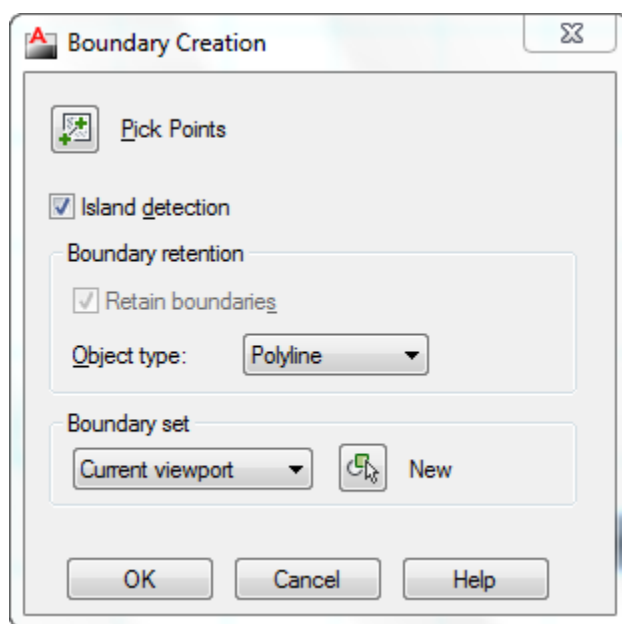 Boundary Creation
Pick Points
Island detection
Boundary retention
Retain boundaries
Object type: Polyline
Boundary set
Current viewport New
OK Cancel Help